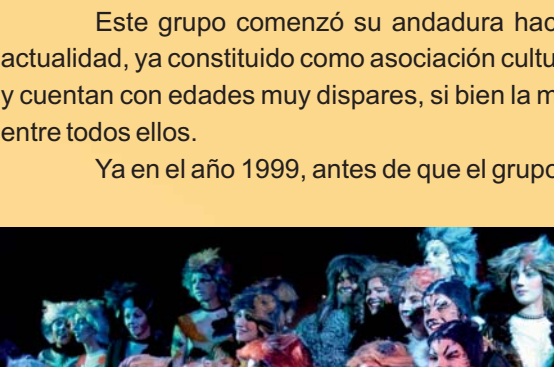 Este grupo comenzó su andadura hac
actualidad, ya constituido como asociación cultu
y cuentan con edades muy dispares, si bien la m
entre todos ellos.
Ya en el año 1999, antes de que el grupo